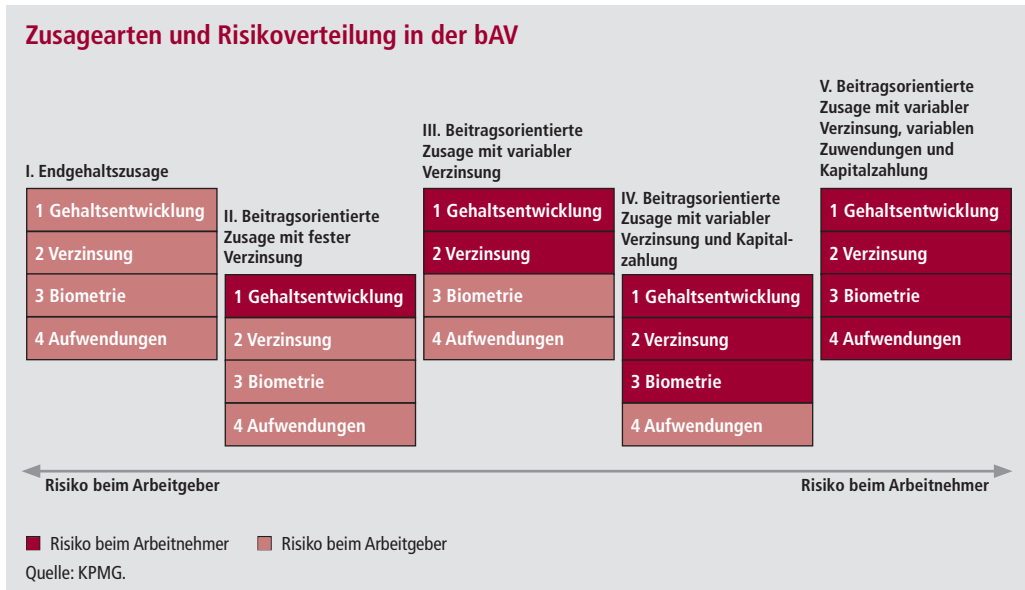 Zusagearten und Risikoverteilung in der bAV
I. Endgehaltszusage
1 Gehaltsentwicklung
2 Verzinsung
3 Biometrie
4 Aufwendungen
II. Beitragsorientierte
Zusage mit fester
Verzinsung
1 Gehaltsentwicklung
2 Verzinsung
3 Biometrie
4 Aufwendungen
III. Beitragsorientierte
Zusage mit variabler
Verzinsung
1 Gehaltsentwicklung
2 Verzinsung
3 Biometrie
4 Aufwendungen
IV. Beitragsorientierte
Zusage mit variabler
Verzinsung und Kapital-
zahlung
1 Gehaltsentwicklung
2 Verzinsung
3 Biometrie
4 Aufwendungen
V. Beitragsorientierte
Zusage mit variabler
Verzinsung, variablen
Zuwendungen und
Kapitalzahlung
1 Gehaltsentwicklung
2 Verzinsung
3 Biometrie
4 Aufwendungen
Risiko beim Arbeitgeber
Risiko beim Arbeitnehmer
Risiko beim Arbeitnehmer
Risiko beim Arbeitgeber
Quelle: KPMG.